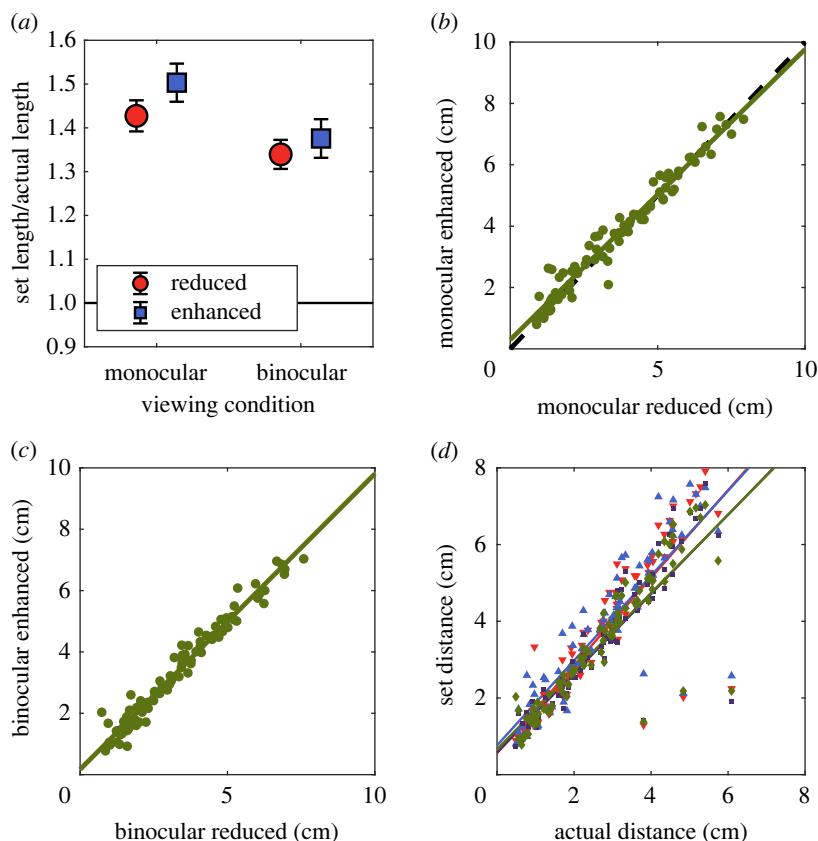 (a)
1.6
1.5
1.4
1.3
1.2
1.1
1.0
0.9
set length/actual length
reduced
enhanced
monocular binocular
viewing condition
(b)
10
8
6
4
2
0 5 10
monocular enhanced (cm)
monocular reduced (cm)
(c)
10
8
6
4
2
0 5 10
binocular enhanced (cm)
binocular reduced (cm)
(d)
8
6
4
2
0 2 4 6 8
set distance (cm)
actual distance (cm)